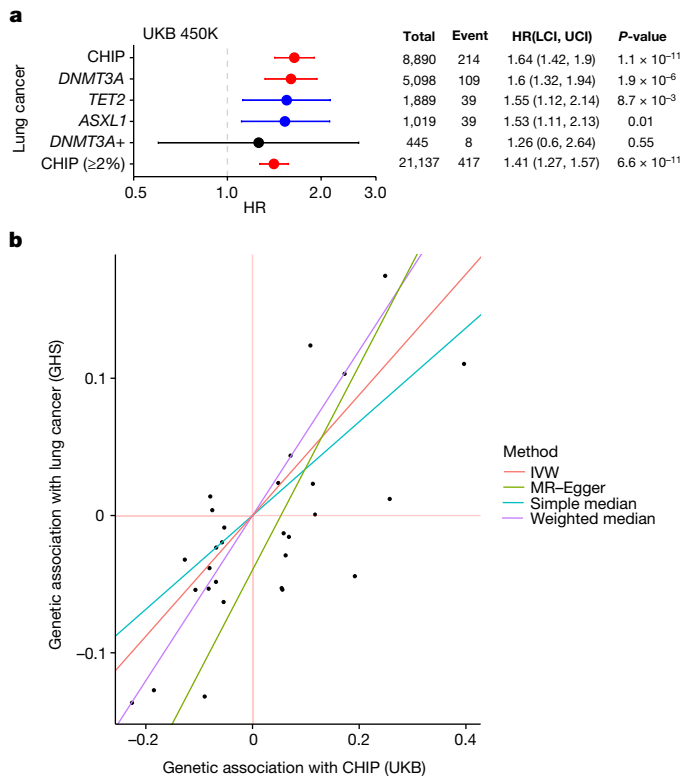 a
UKB 450K
Total Event HR(LCI, UCI) P-value
CHIP 8,890 214 1.64 (1.42, 1.9) 1.1 × 10⁻¹¹
DNMT3A 5,098 109 1.6 (1.32, 1.94) 1.9 × 10⁻⁶
TET2 1,889 39 1.55 (1.12, 2.14) 8.7 × 10⁻³
ASXL1 1,019 39 1.53 (1.11, 2.13) 0.01
DNMT3A+ 445 8 1.26 (0.6, 2.64) 0.55
CHIP (≥2%) 21,137 417 1.41 (1.27, 1.57) 6.6 × 10⁻¹¹
Lung cancer
0.5 1.0 2.0 3.0
HR
b
Genetic association with lung cancer (GHS)
0.1
0
−0.1
−0.2 0 0.2 0.4
Genetic association with CHIP (UKB)
Method
IVW
MR–Egger
Simple median
Weighted median